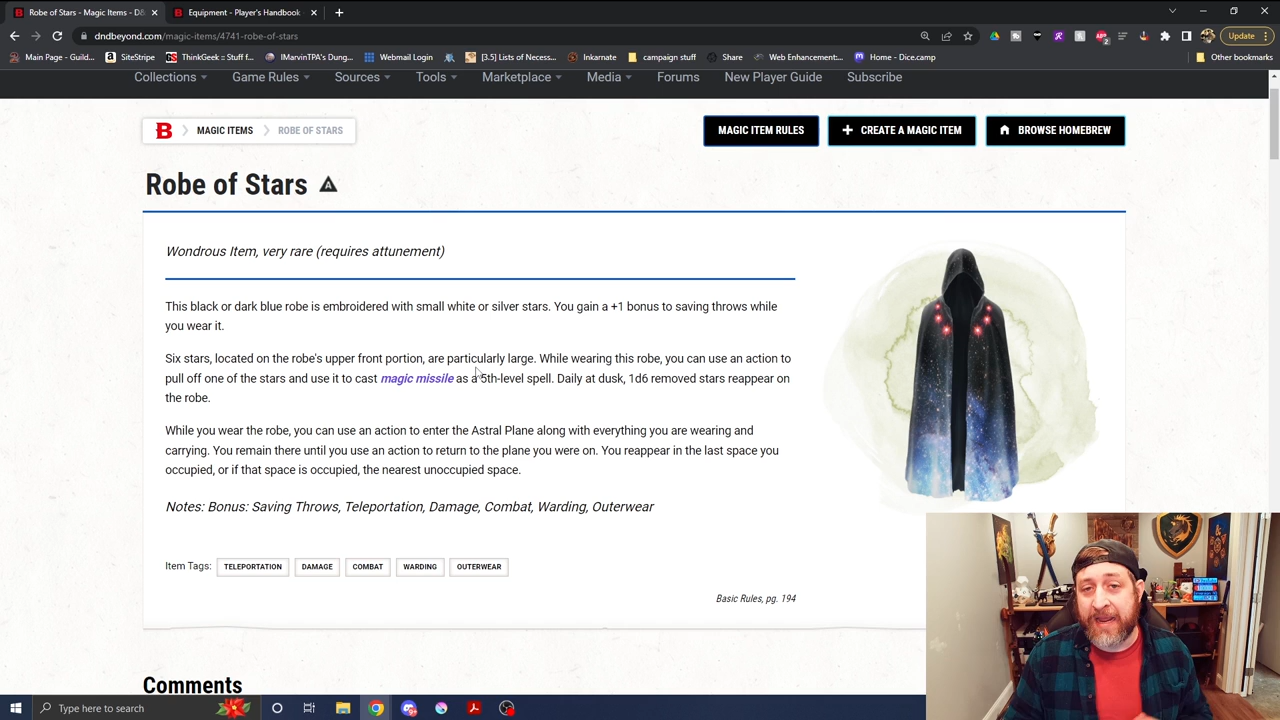 Robe of Stars - Magic Items - D&
Equipment - Player's Handbook -
dndbeyond.com/magic-items/4741-robe-of-stars
Update
Main Page - Guild...
SiteStripe
ThinkGeek :: Stuff f...
IMarvinTPA's Dung...
Webmail Login
[3.5] Lists of Necess...
Inkarnate
campaign stuff
Share
Web Enhancement:...
Home - Dice.camp
Other bookmarks
Collections Game Rules Sources Tools Marketplace Media Forums New Player Guide Subscribe
MAGIC ITEMS ROBE OF STARS
MAGIC ITEM RULES
CREATE A MAGIC ITEM
BROWSE HOMEBREW
Robe of Stars
Wondrous Item, very rare (requires attunement)
This black or dark blue robe is embroidered with small white or silver stars. You gain a +1 bonus to saving throws while
you wear it.
Six stars, located on the robe's upper front portion, are particularly large. While wearing this robe, you can use an action to
pull off one of the stars and use it to cast magic missile as a 5th-level spell. Daily at dusk, 1d6 removed stars reappear on
the robe.
While you wear the robe, you can use an action to enter the Astral Plane along with everything you are wearing and
carrying. You remain there until you use an action to return to the plane you were on. You reappear in the last space you
occupied, or if that space is occupied, the nearest unoccupied space.
Notes: Bonus: Saving Throws, Teleportation, Damage, Combat, Warding, Outerwear
Item Tags: TELEPORTATION DAMAGE COMBAT WARDING OUTERWEAR
Basic Rules, pg. 194
Comments
Type here to search